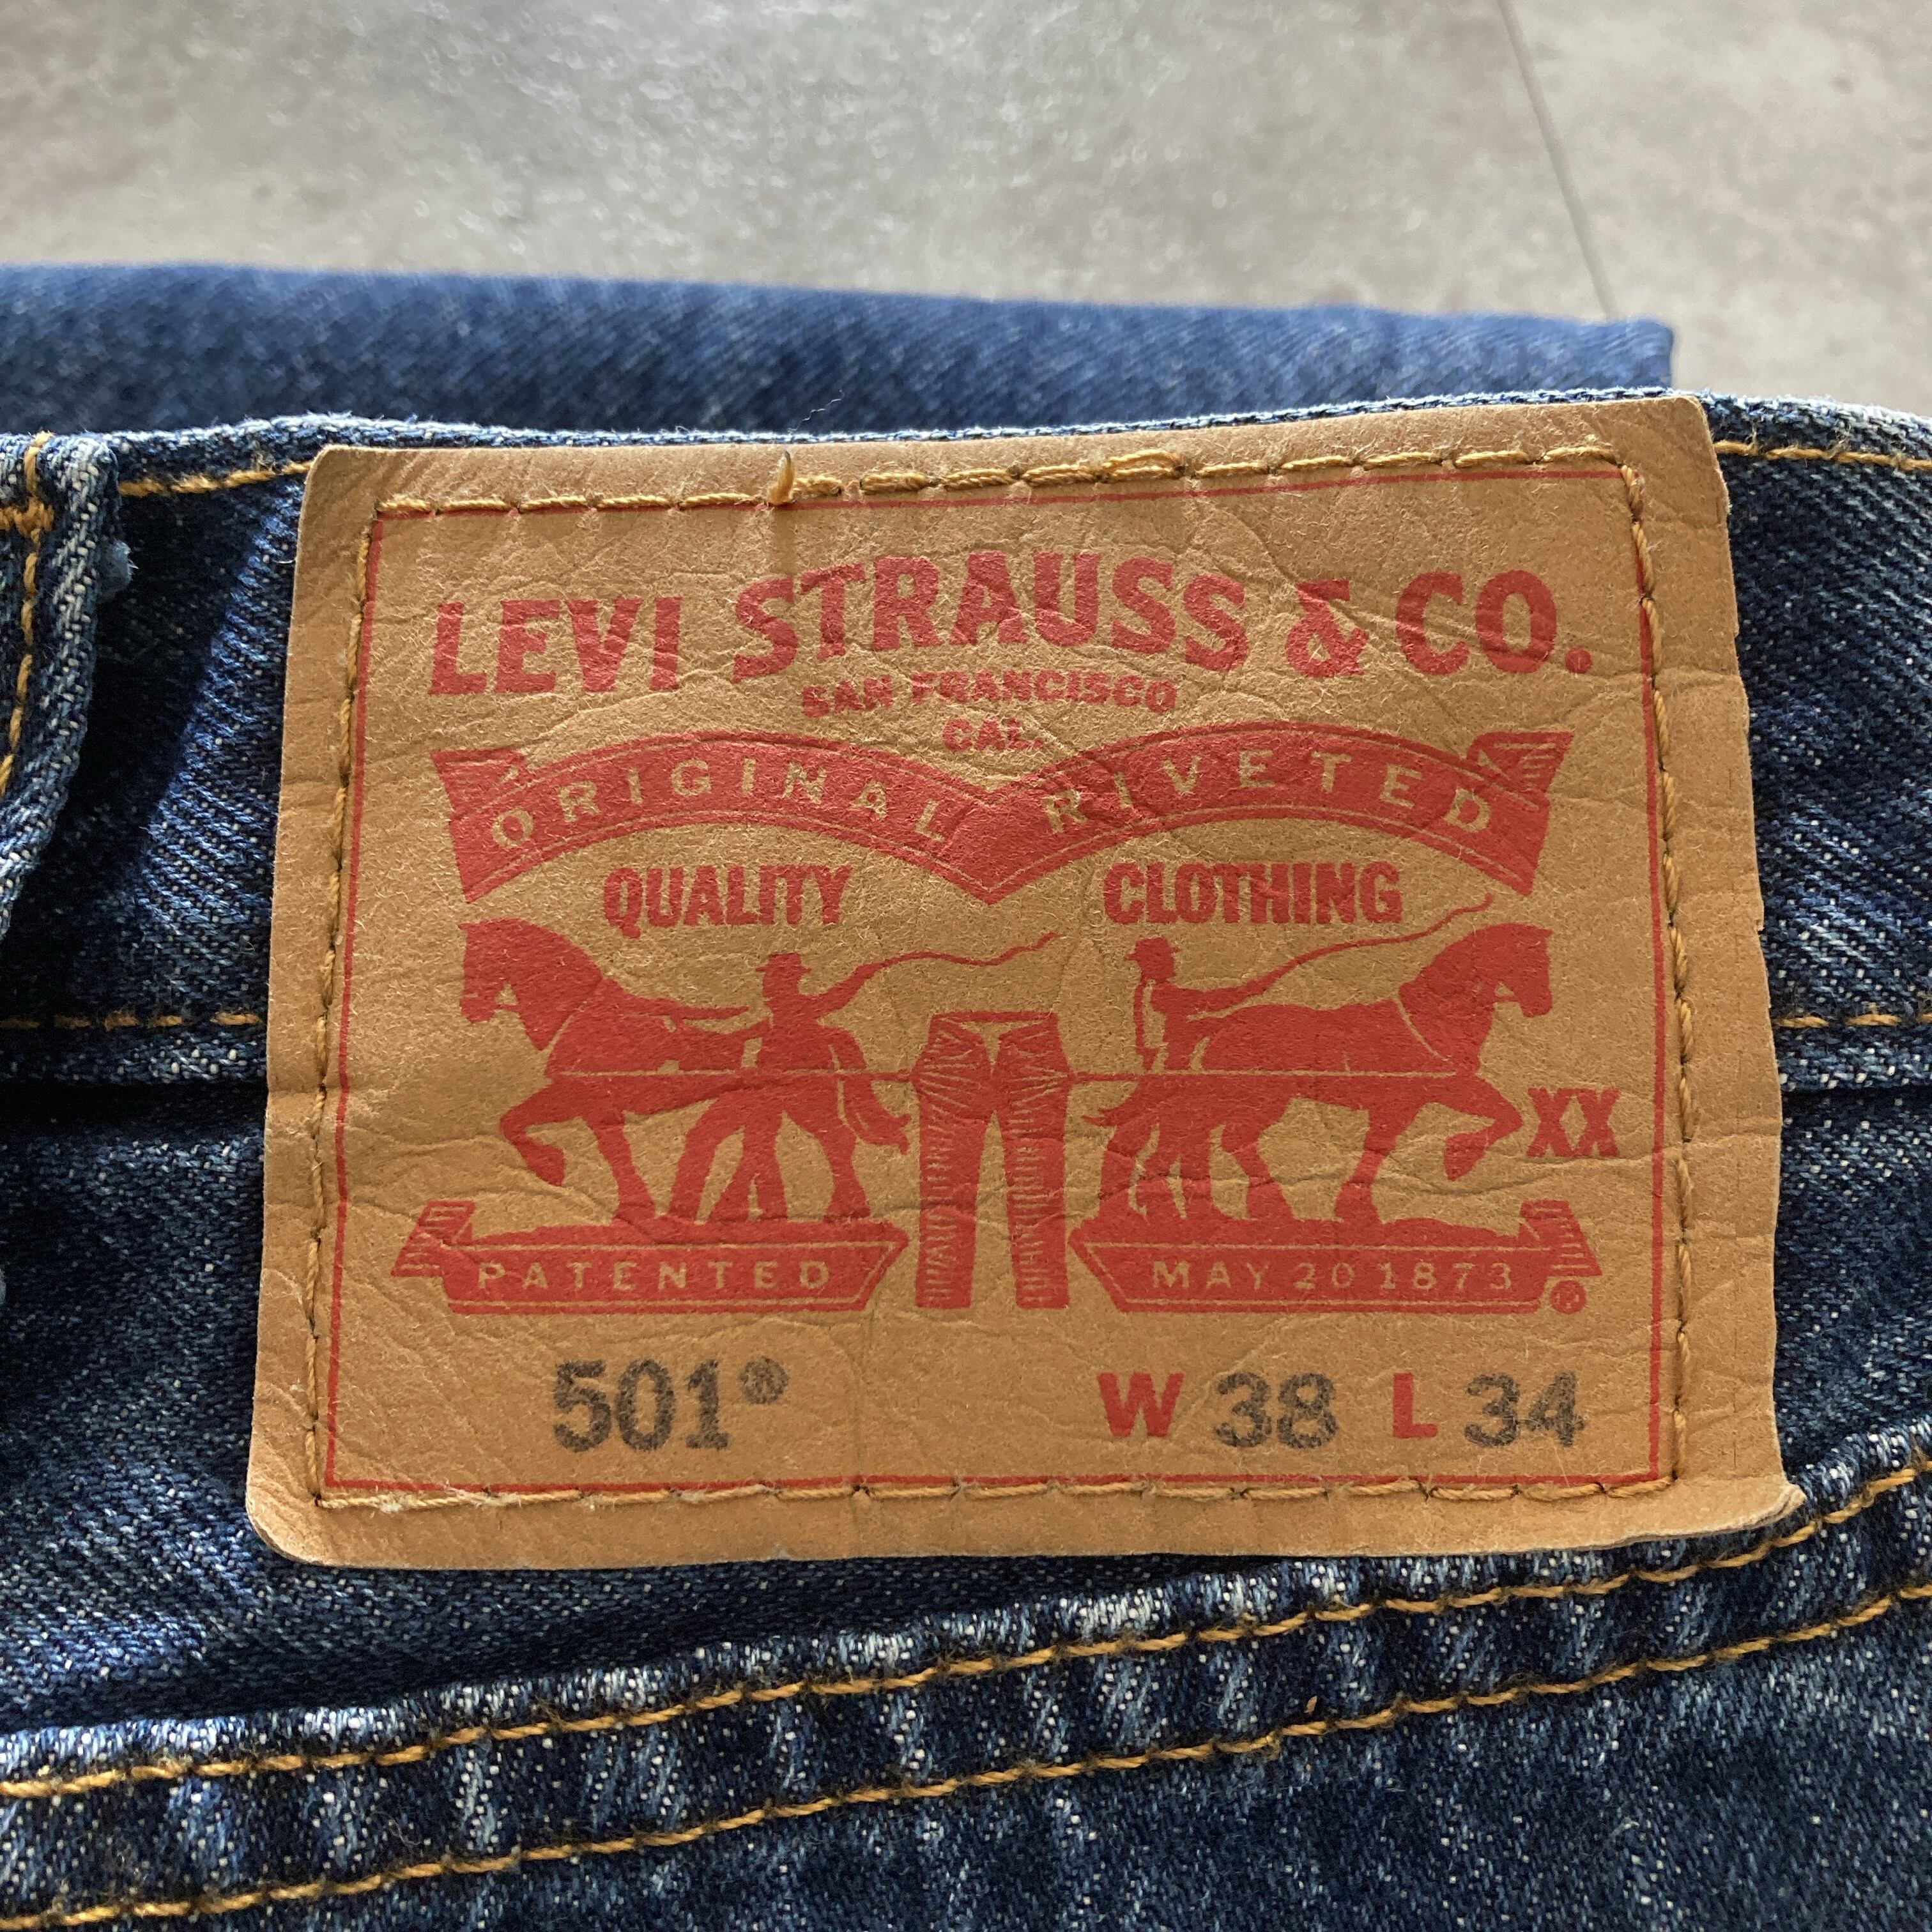 LEVI STRAUSS & CO.
SAN FRANCISCO
CAL.
ORIGINAL RIVETED
QUALITY CLOTHING
XX
PATENTED MAY 20 1873 ®
501® W 38 L 34